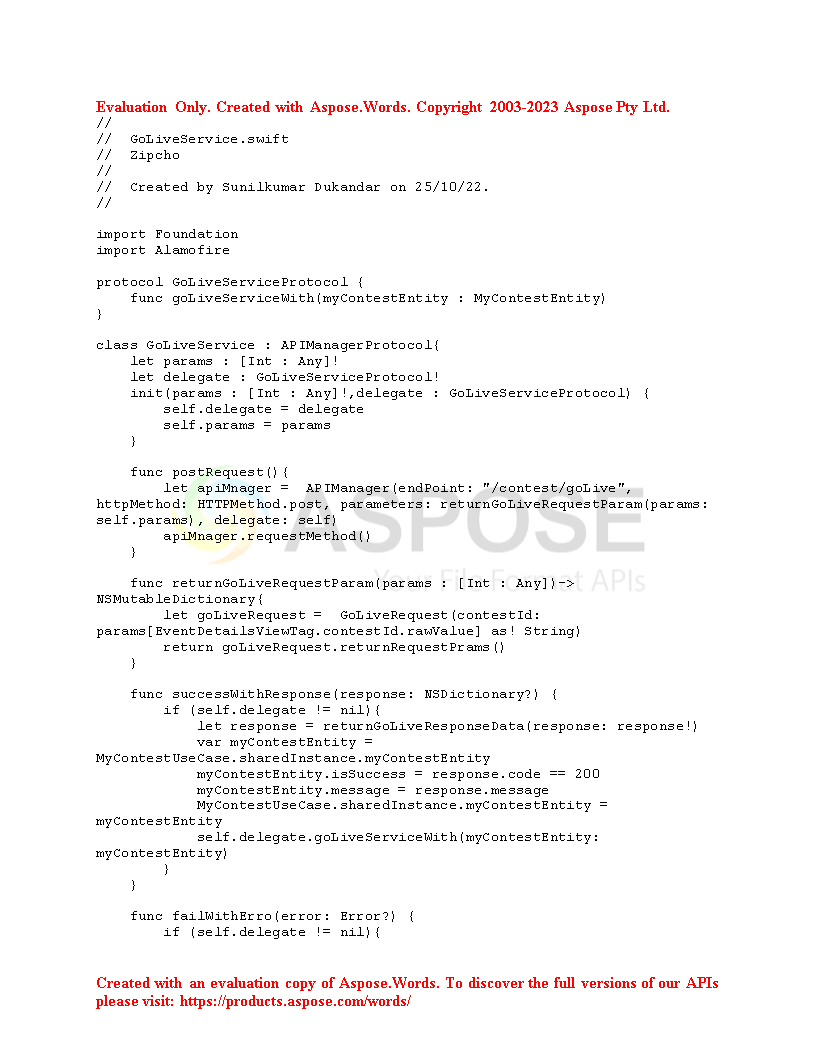 Evaluation Only. Created with Aspose.Words. Copyright 2003-2023 Aspose Pty Ltd.
//
//  GoLiveService.swift
//  Zipcho
//
//  Created by Sunilkumar Dukandar on 25/10/22.
//
import Foundation
import Alamofire
protocol GoLiveServiceProtocol {
    func goLiveServiceWith(myContestEntity : MyContestEntity)
}
class GoLiveService : APIManagerProtocol{
    let params : [Int : Any]!
    let delegate : GoLiveServiceProtocol!
    init(params : [Int : Any]!,delegate : GoLiveServiceProtocol) {
        self.delegate = delegate
        self.params = params
    }
    func postRequest(){
        let apiMnager =  APIManager(endPoint: "/contest/goLive",
httpMethod: HTTPMethod.post, parameters: returnGoLiveRequestParam(params:
self.params), delegate: self)
        apiMnager.requestMethod()
    }
ASPOSE
Your File Format APIs
    func returnGoLiveRequestParam(params : [Int : Any])->
NSMutableDictionary{
        let goLiveRequest =  GoLiveRequest(contestId:
params[EventDetailsViewTag.contestId.rawValue] as! String)
        return goLiveRequest.returnRequestPrams()
    }
    func successWithResponse(response: NSDictionary?) {
        if (self.delegate != nil){
            let response = returnGoLiveResponseData(response: response!)
            var myContestEntity =
MyContestUseCase.sharedInstance.myContestEntity
            myContestEntity.isSuccess = response.code == 200
            myContestEntity.message = response.message
            MyContestUseCase.sharedInstance.myContestEntity =
myContestEntity
            self.delegate.goLiveServiceWith(myContestEntity:
myContestEntity)
        }
    }
    func failWithErro(error: Error?) {
        if (self.delegate != nil){
Created with an evaluation copy of Aspose.Words. To discover the full versions of our APIs
please visit: https://products.aspose.com/words/